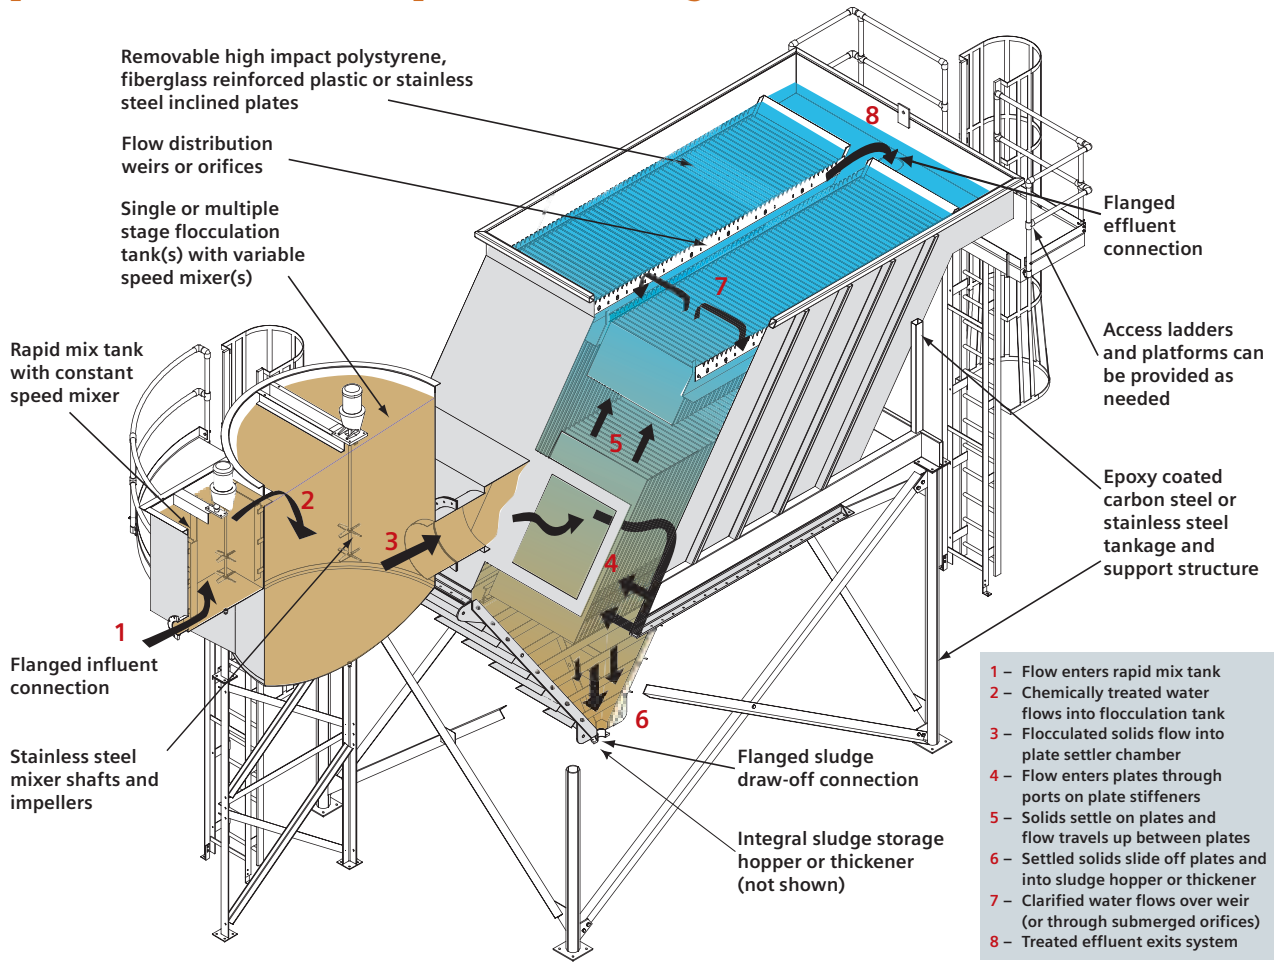 Removable high impact polystyrene,
fiberglass reinforced plastic or stainless
steel inclined plates
Flow distribution
weirs or orifices
Single or multiple
stage flocculation
tank(s) with variable
speed mixer(s)
Rapid mix tank
with constant
speed mixer
8
7
5
2
3
4
1
6
Flanged
effluent
connection
Access ladders
and platforms can
be provided as
needed
Epoxy coated
carbon steel or
stainless steel
tankage and
support structure
Flanged influent
connection
Stainless steel
mixer shafts and
impellers
Flanged sludge
draw-off connection
Integral sludge storage
hopper or thickener
(not shown)
1 – Flow enters rapid mix tank
2 – Chemically treated water
flows into flocculation tank
3 – Flocculated solids flow into
plate settler chamber
4 – Flow enters plates through
ports on plate stiffeners
5 – Solids settle on plates and
flow travels up between plates
6 – Settled solids slide off plates and
into sludge hopper or thickener
7 – Clarified water flows over weir
(or through submerged orifices)
8 – Treated effluent exits system